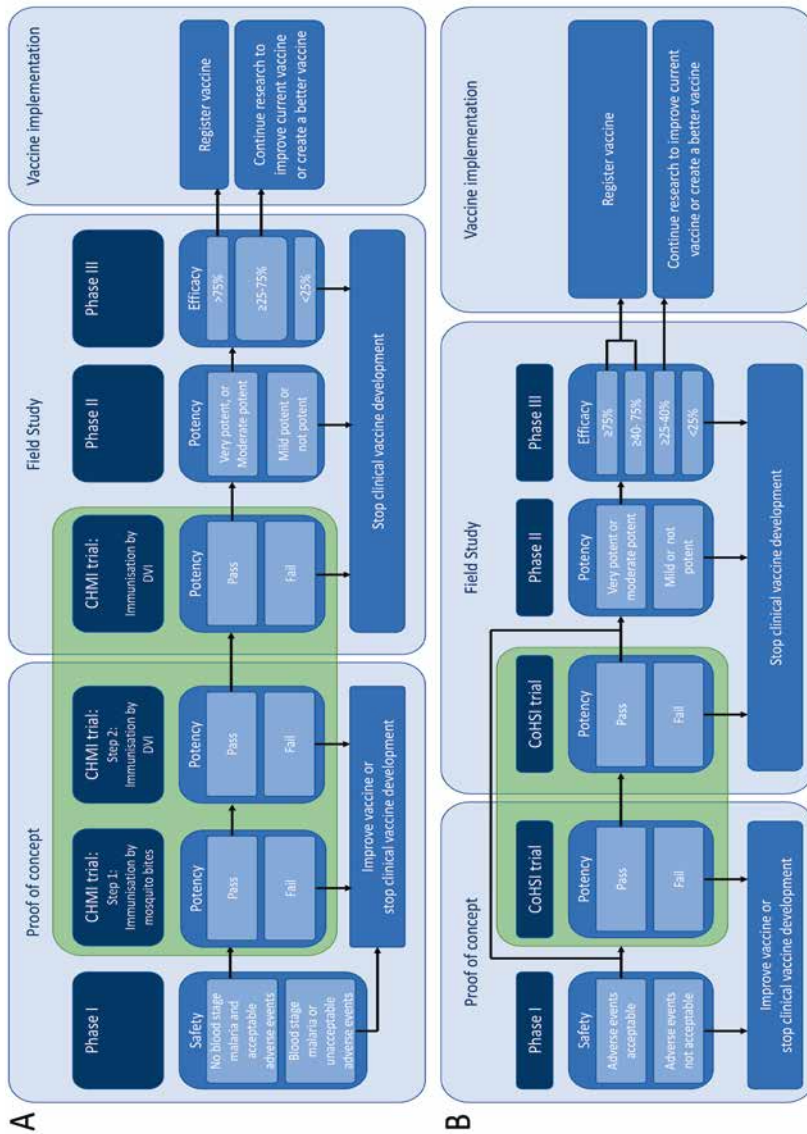 A
Proof of concept
Field Study
Vaccine implementation
Phase I
CHMI trial:
Step 1:
Immunisation by
mosquito bites
CHMI trial:
Step 2:
Immunisation by
DVI
CHMI trial:
Immunisation by
DVI
Phase II
Phase III
Safety
No blood stage
malaria and
acceptable
adverse events
Blood stage
malaria or
unacceptable
adverse events
Potency
Pass
Fail
Potency
Pass
Fail
Potency
Pass
Fail
Potency
Very potent, or
Moderate potent
Mild potent or
not potent
Efficacy
>75%
≥25-75%
<25%
Register vaccine
Continue research to
improve current vaccine
or create a better vaccine
Improve vaccine or
stop clinical vaccine development
Stop clinical vaccine development
B
Proof of concept
Field Study
Vaccine implementation
Phase I
CoHSI trial
CoHSI trial
Phase II
Phase III
Safety
Adverse events
acceptable
Adverse events
not acceptable
Potency
Pass
Fail
Potency
Pass
Fail
Potency
Very potent or
moderate potent
Mild or not
potent
Efficacy
≥75%
≥40- 75%
≥25-40%
<25%
Register vaccine
Continue research to improve current
vaccine or create a better vaccine
Improve vaccine or
stop clinical vaccine development
Stop clinical vaccine development